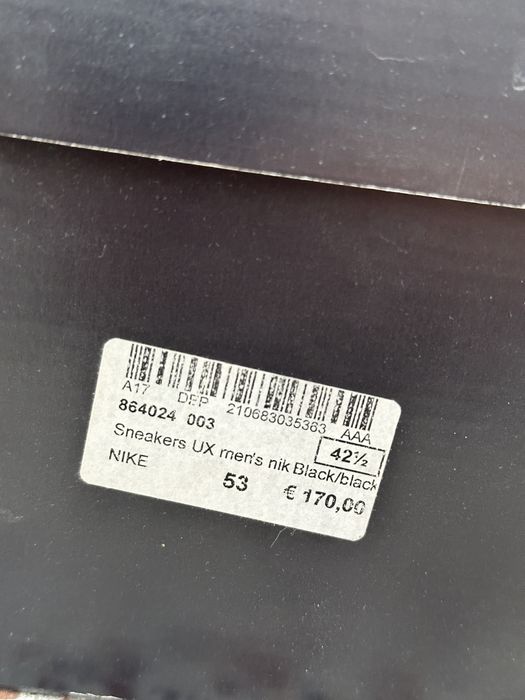 A17 DEP 210683035363 AAA
864024 003 42½
Sneakers UX men's nik Black/black
NIKE 53 € 170,00